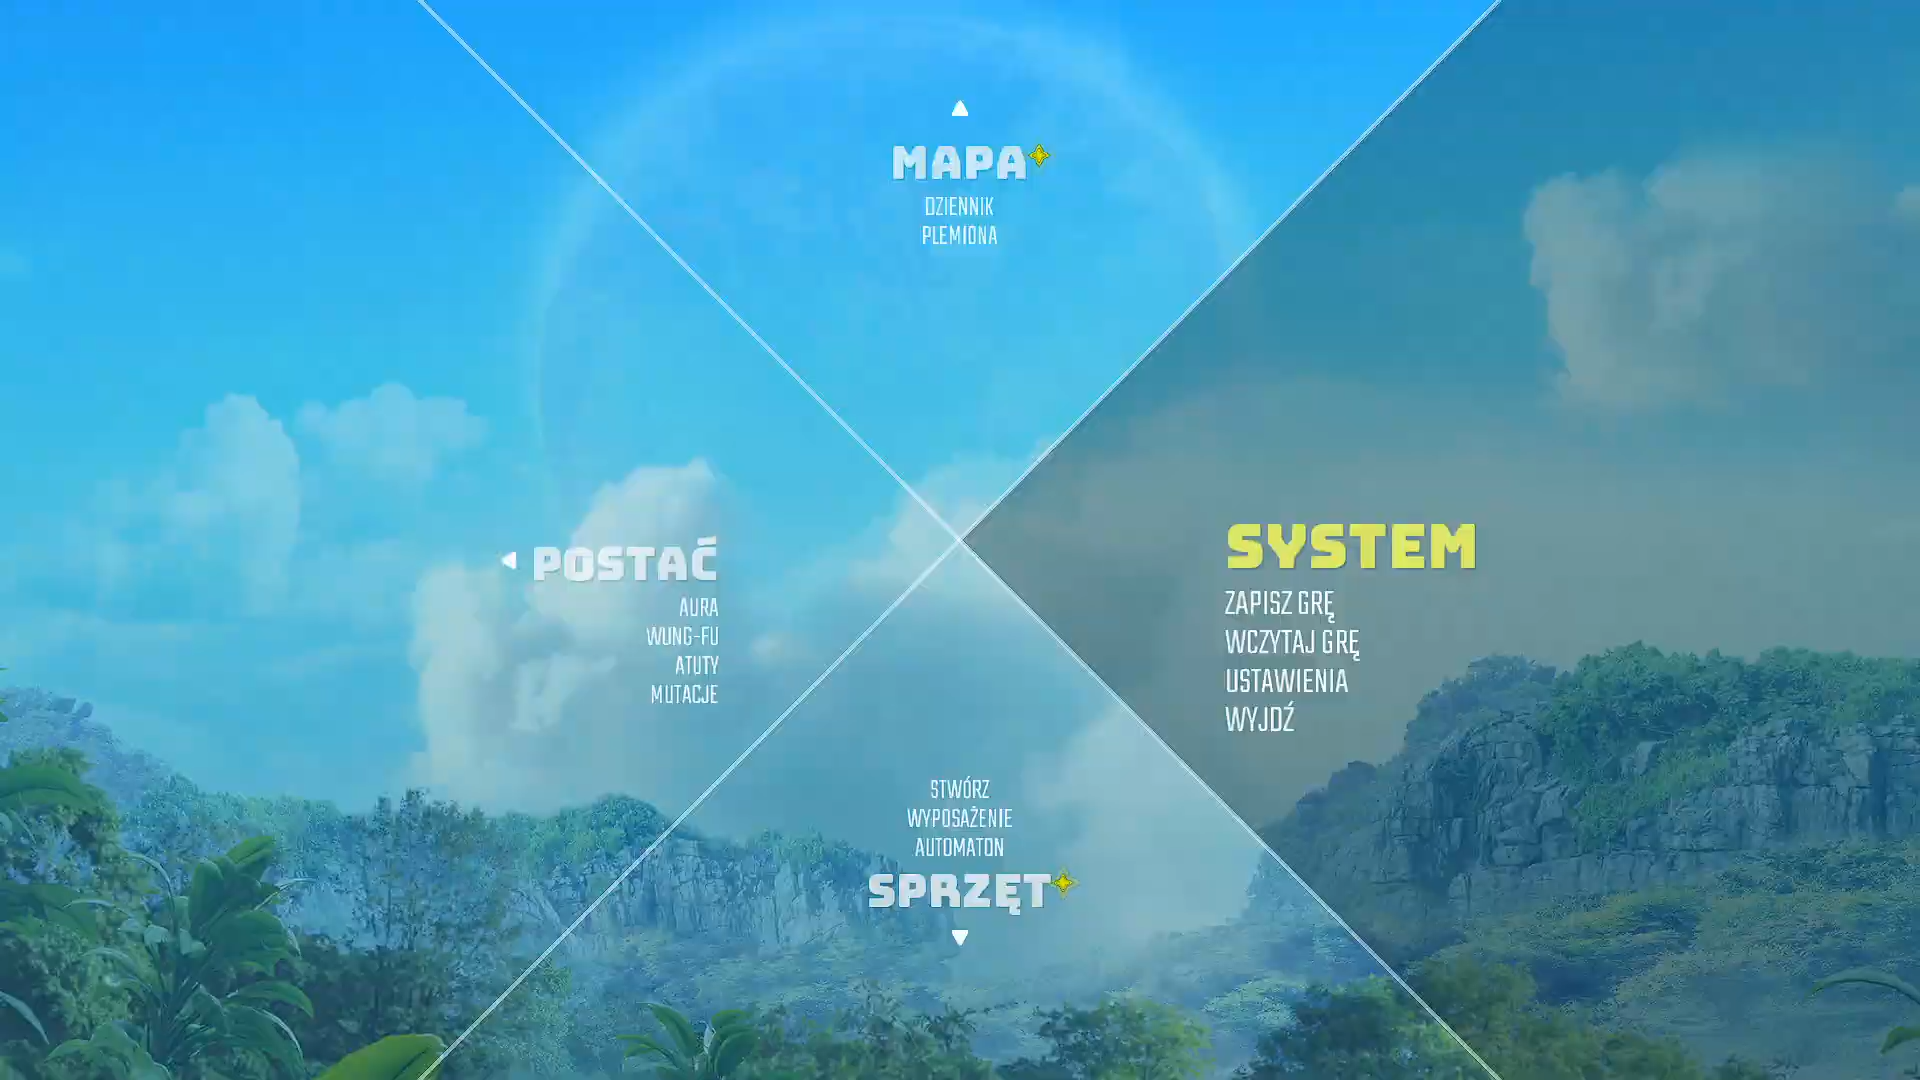 MAPA
DZIENNIK
PLEMIONA
POSTAĆ
AURA
WUNG-FU
ATUTY
MUTACJE
SYSTEM
ZAPISZ GRĘ
WCZYTAJ GRĘ
USTAWIENIA
WYJDŹ
STWÓRZ
WYPOSAŻENIE
AUTOMATON
SPRZĘT